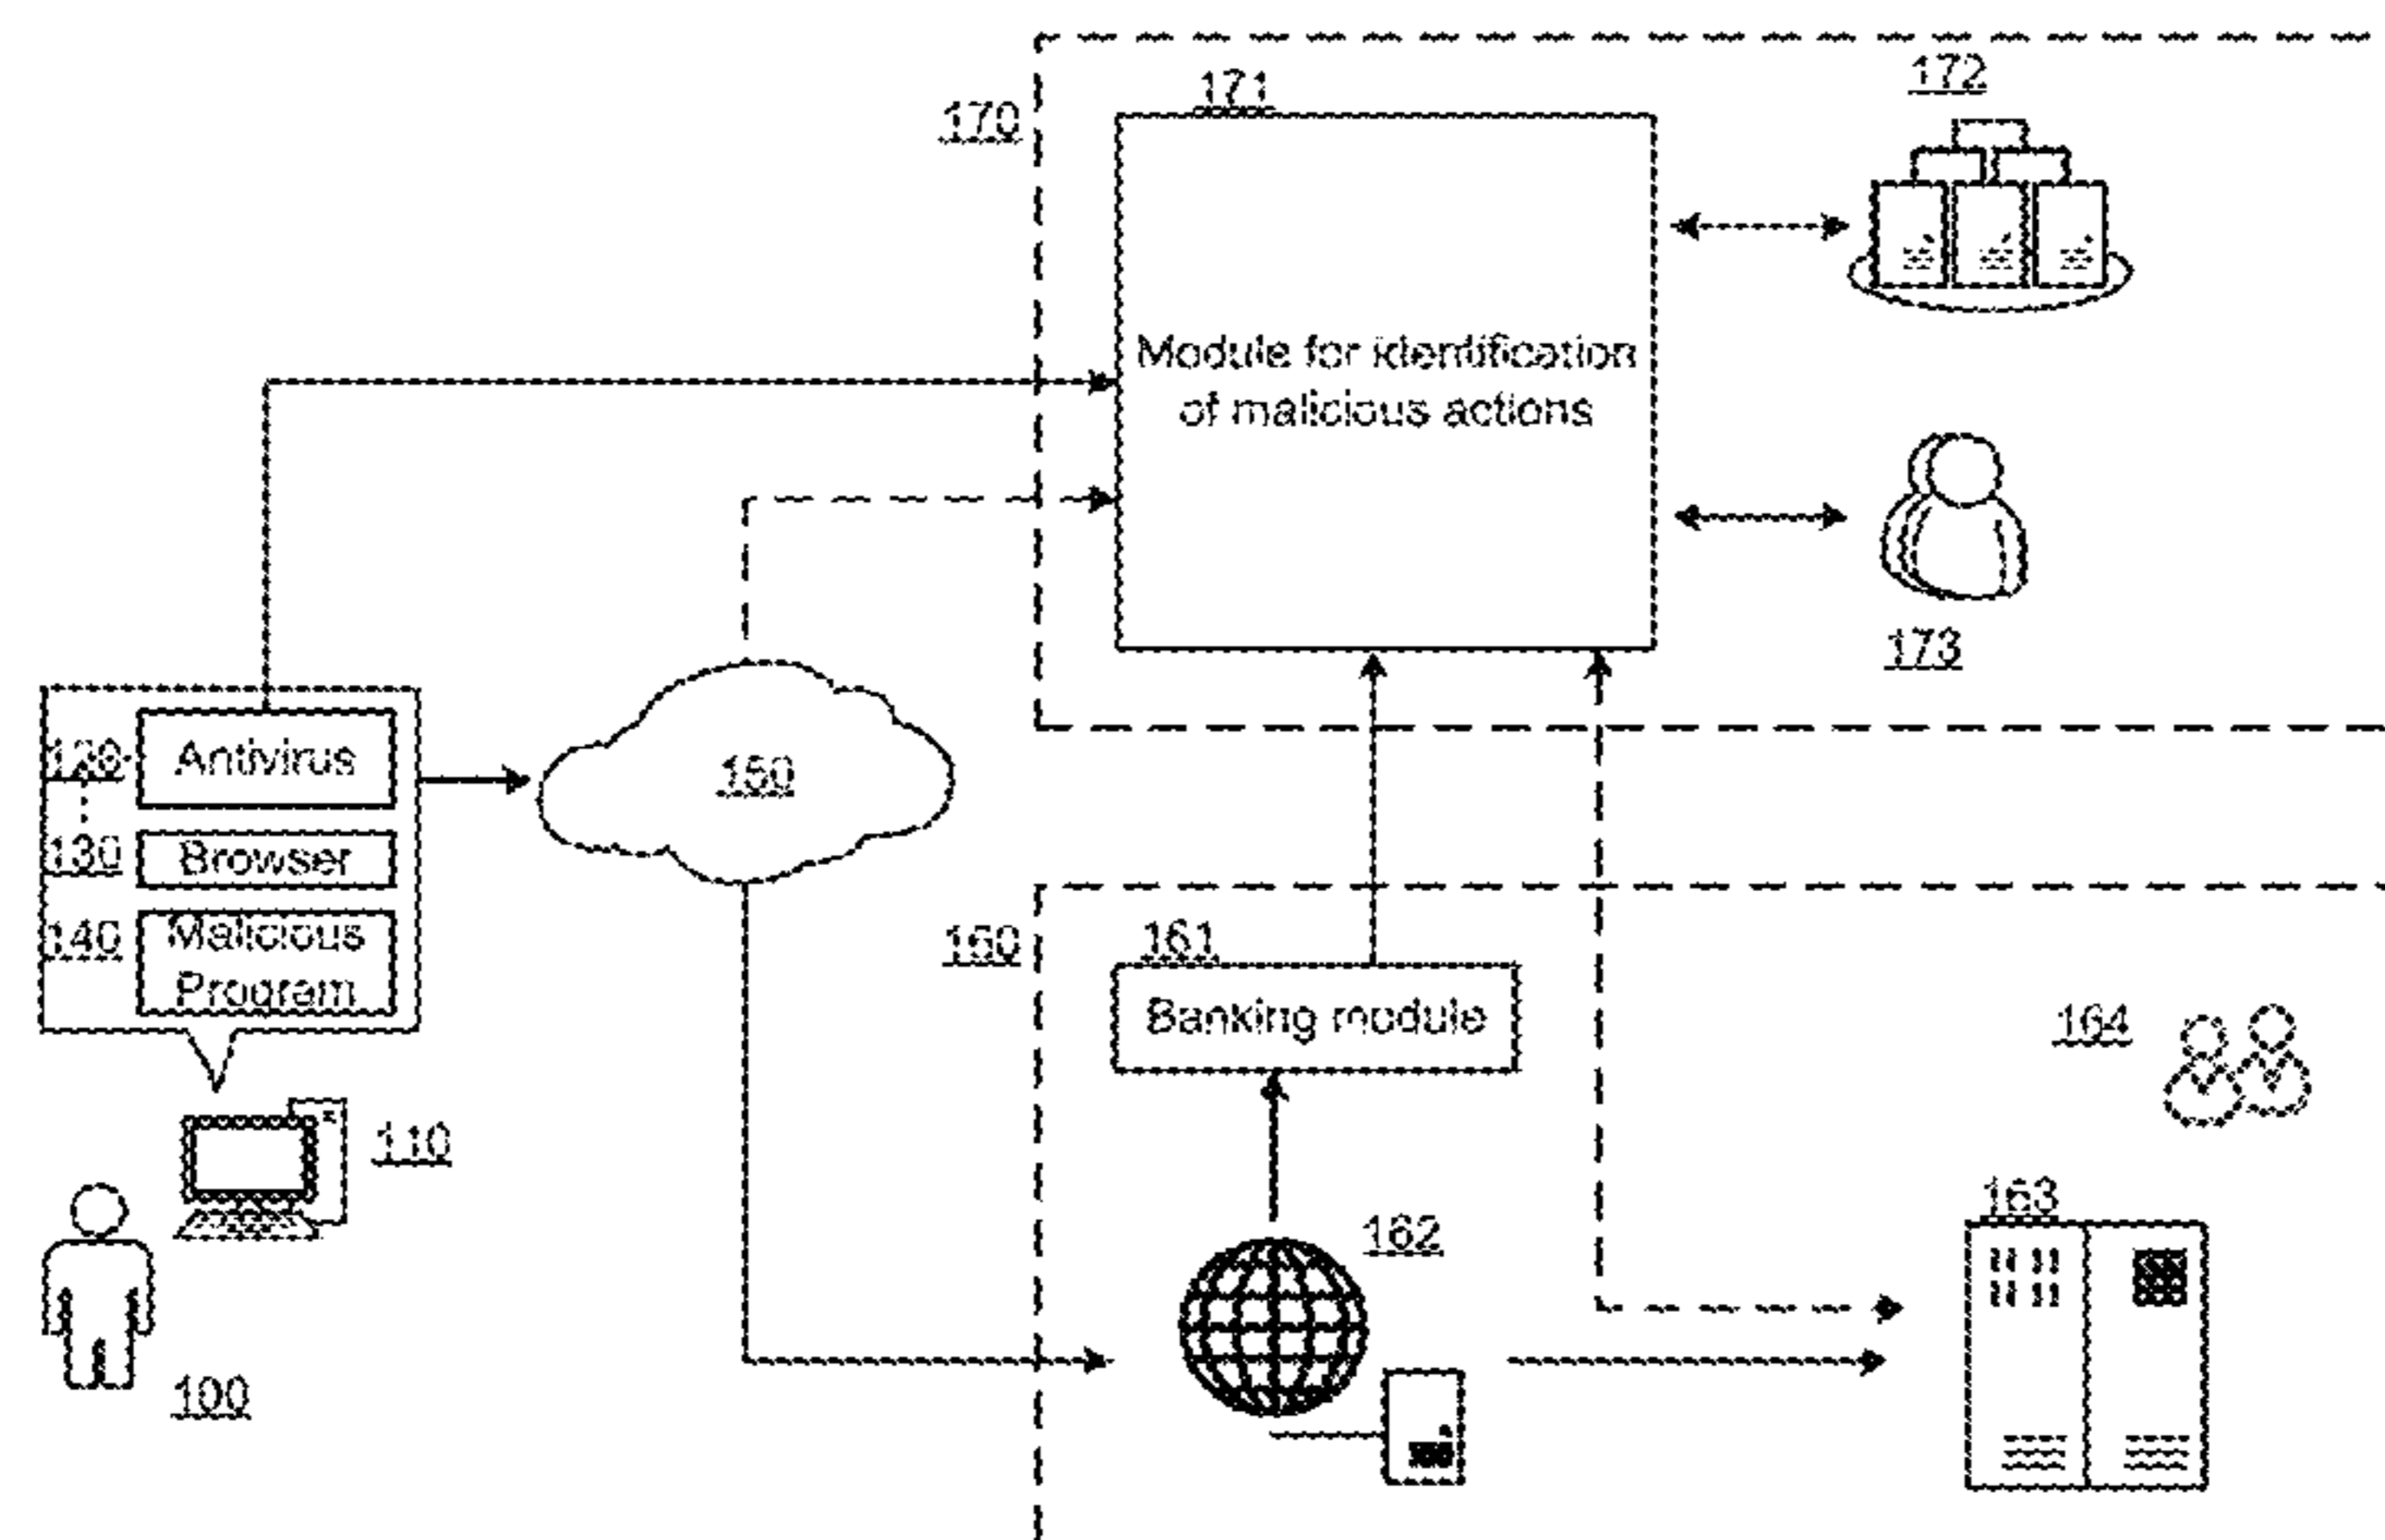 172
171
170
Module for identification
of malicious actions
173
120
Antivirus
150
130
Browser
140
Malicious
Program
160
161
Banking module
164
110
163
162
100